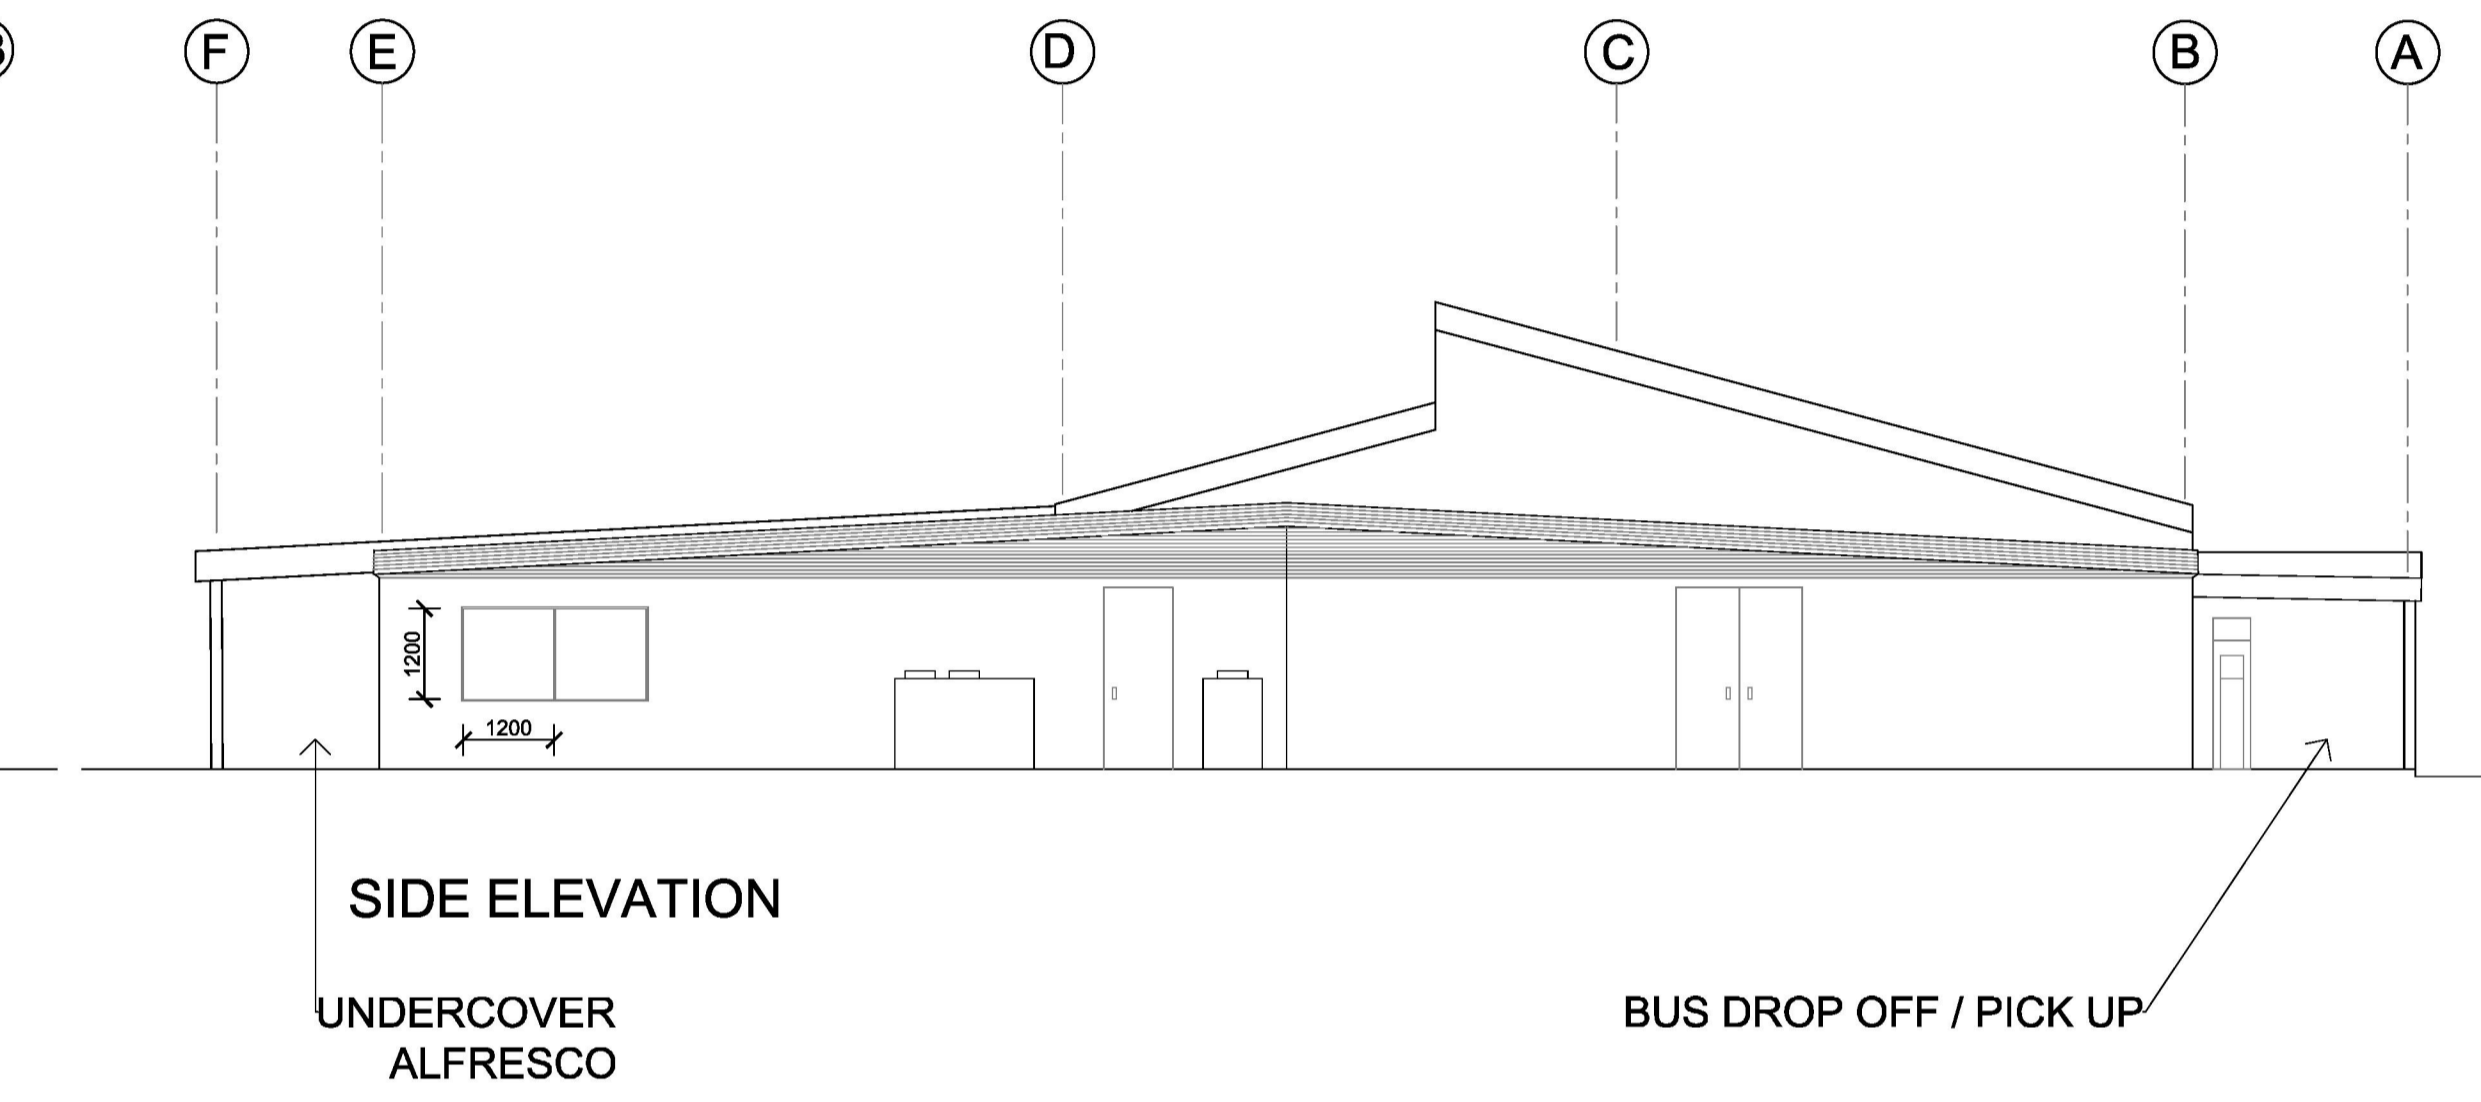 B
F
E
D
C
B
A
1200
1200
SIDE ELEVATION
UNDERCOVER
ALFRESCO
BUS DROP OFF / PICK UP